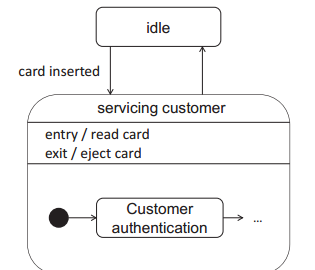 idle
card inserted
servicing customer
entry / read card
exit / eject card
Customer
authentication
...